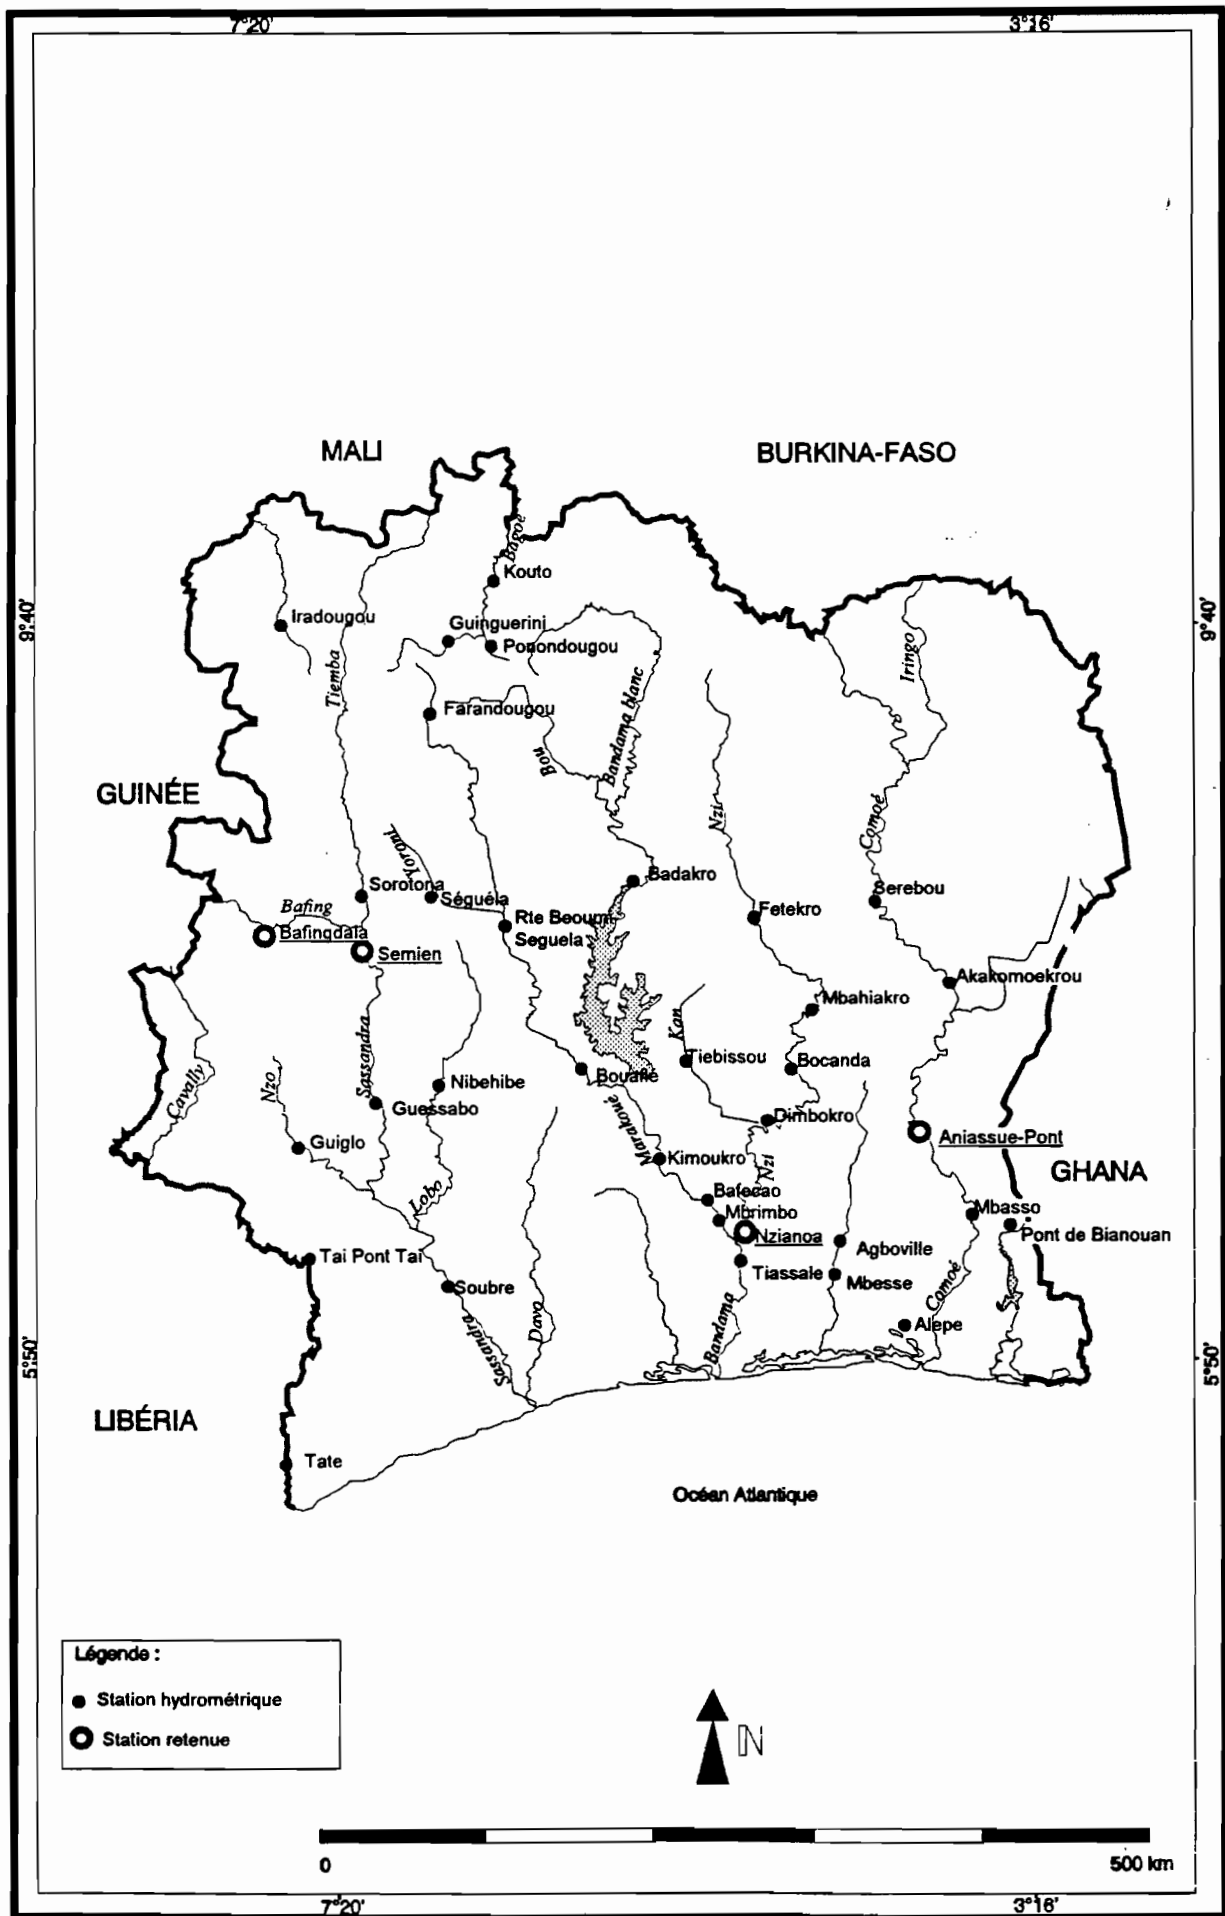 7°20'
3°16'
MALI
BURKINA-FASO
Bagoé
Kouto
9°40'
9°40'
Iradougou
Guinguerini
Ponondougou
Tiemba
Iringo
Farandougou
Bou
Bandama blanc
GUINÉE
Nzi
Comoé
Yorani
Badakro
Sorotona
Séguéla
Serebou
Bafing
Fetekro
Rte Beoumi
Seguela
Bafingdala
Semien
Akakomoekrou
Mbahiakro
Kan
Sassandra
Tiebissou
Bocanda
Cavally
Nzo
Nibehibe
Bouaflé
Guessabo
Marakoué
Dimbokro
Aniassue-Pont
Guiglo
Kimoukro
Nzi
GHANA
Lobo
Bafecao
Mbrimbo
Mbasso
Nzianoa
Pont de Bianouan
Tai Pont Tai
Agboville
Tiassale
Mbesse
Soubre
Comoé
Davo
Bandama
Alepe
Sassandra
5°50'
5°50'
LIBÉRIA
Tate
Océan Atlantique
Légende :
Station hydrométrique
Station retenue
N
0
500 km
7°20'
3°16'